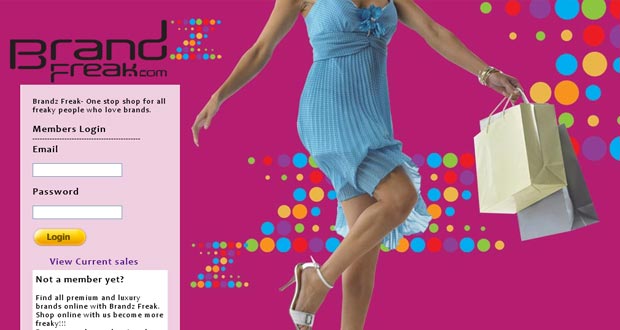 BrandZ
Freak.com
Brandz Freak- One stop shop for all
freaky people who love brands.
Members Login
Email
Password
Login
View Current sales
Not a member yet?
Find all premium and luxury
brands online with Brandz Freak.
Shop online with us become more
freaky!!!